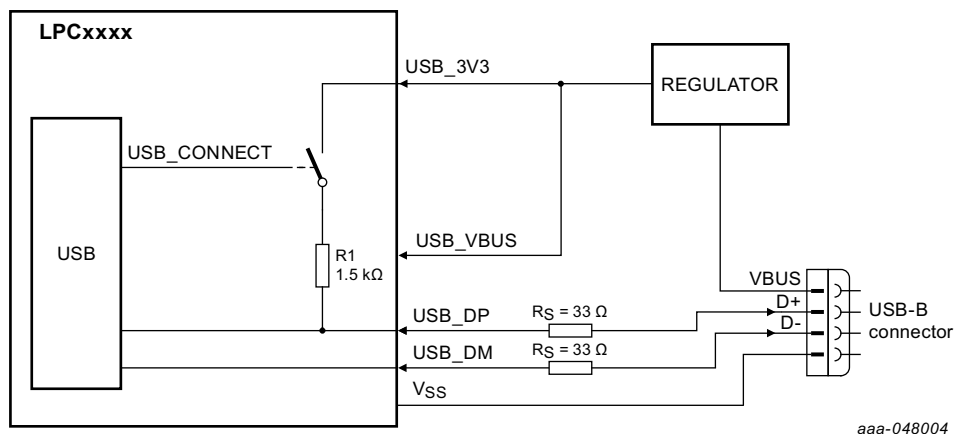 LPCxxxx
USB_3V3
REGULATOR
USB_CONNECT
USB
R1
1.5 kΩ
USB_VBUS
VBUS
D+
USB-B
USB_DP
RS = 33 Ω
D-
connector
USB_DM
RS = 33 Ω
VSS
aaa-048004